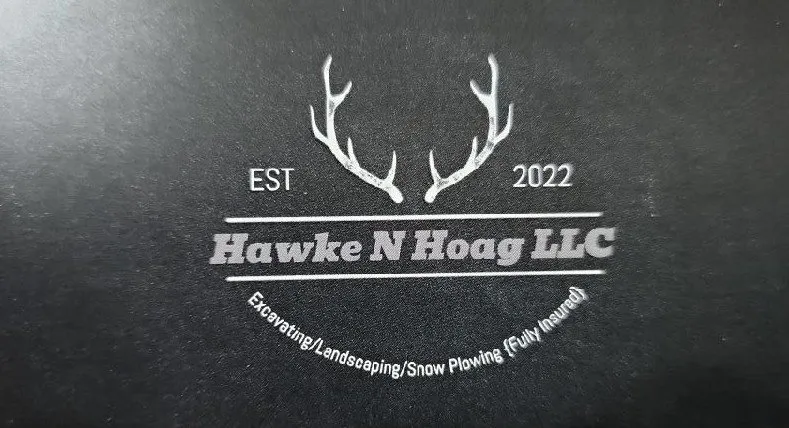 EST 2022
Hawke N Hoag LLC
Excavating/Landscaping/Snow Plowing {Fully Insured}